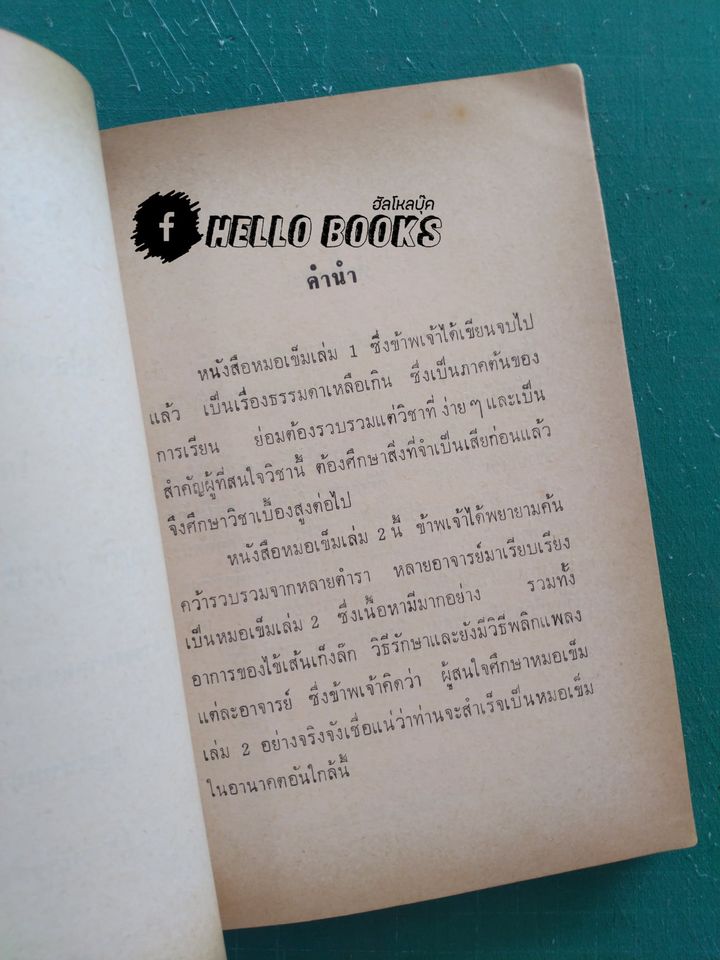 ฮัลโหลบุ๊ค
f HELLO BOOKS
คำนำ
หนังสือหมอเข็มเล่ม 1 ซึ่งข้าพเจ้าได้เขียนจบไป
แล้ว เป็นเรื่องธรรมดาเหลือเกิน ซึ่งเป็นภาคต้นของ
การเรียน ย่อมต้องรวบรวมแต่วิชาที่ ง่าย ๆ และเป็น
สำคัญผู้ที่สนใจวิชานี้ ต้องศึกษาสิ่งที่จำเป็นเสียก่อนแล้ว
จึงศึกษาวิชาเบื้องสูงต่อไป
หนังสือหมอเข็มเล่ม 2 นี้ ข้าพเจ้าได้พยายามค้น
คว้ารวบรวมจากหลายตำรา หลายอาจารย์มาเรียบเรียง
เป็นหมอเข็มเล่ม 2 ซึ่งเนื้อหามีมากอย่าง รวมทั้ง
อาการของไข้เส้นเก็งล๊ก วิธีรักษาและยังมีวิธีพลิกแพลง
แต่ละอาจารย์ ซึ่งข้าพเจ้าคิดว่า ผู้สนใจศึกษาหมอเข็ม
เล่ม 2 อย่างจริงจังเชื่อแน่ว่าท่านจะสำเร็จเป็นหมอเข็ม
ในอานาคตอันใกล้นี้